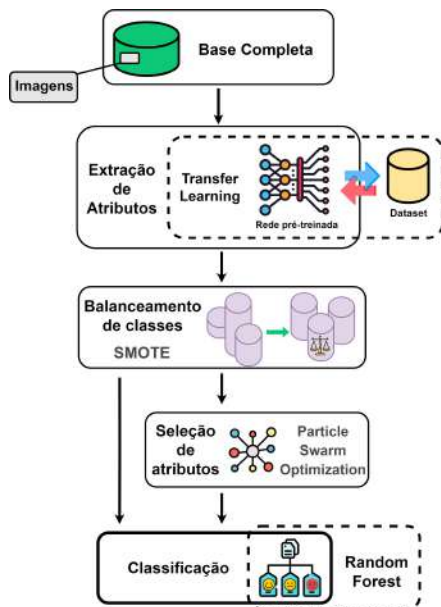 Base Completa
Imagens
Extração
de
Atributos
Transfer
Learning
Rede pré-treinada
Dataset
Balanceamento
de classes
SMOTE
Seleção
de
atributos
Particle
Swarm
Optimization
Classificação
Random
Forest